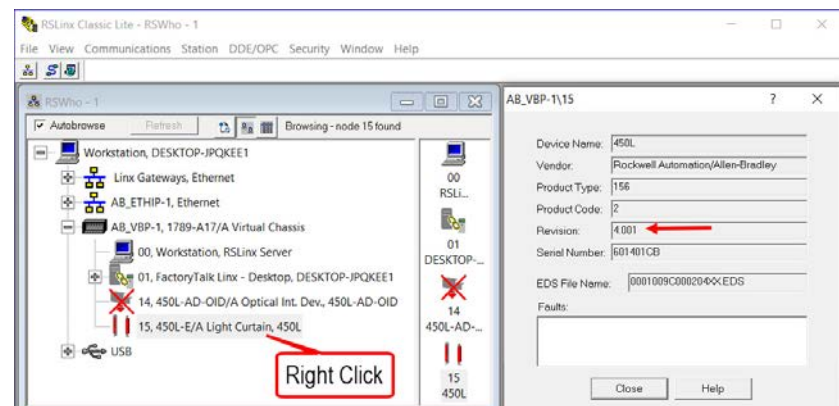 RSLinx Classic Lite - RSWho - 1
File View Communications Station DDE/OPC Security Window Help
RSWho - 1
Autobrowse Refresh Browsing - node 15 found
Workstation, DESKTOP-JPQKEE1
Linx Gateways, Ethernet
AB_ETHIP-1, Ethernet
AB_VBP-1, 1789-A17/A Virtual Chassis
00, Workstation, RSLinx Server
01, FactoryTalk Linx - Desktop, DESKTOP-JPQKEE1
14, 450L-AD-OID/A Optical Int. Dev., 450L-AD-OID
15, 450L-E/A Light Curtain, 450L
USB
Right Click
00
RSLi...
01
DESKTOP-...
14
450L-AD-...
15
450L
AB_VBP-1\15 ?
Device Name: 450L
Vendor: Rockwell Automation/Allen-Bradley
Product Type: 156
Product Code: 2
Revision: 4.001
Serial Number: 601401CB
EDS File Name: 0001009C000204XX.EDS
Faults:
Close Help